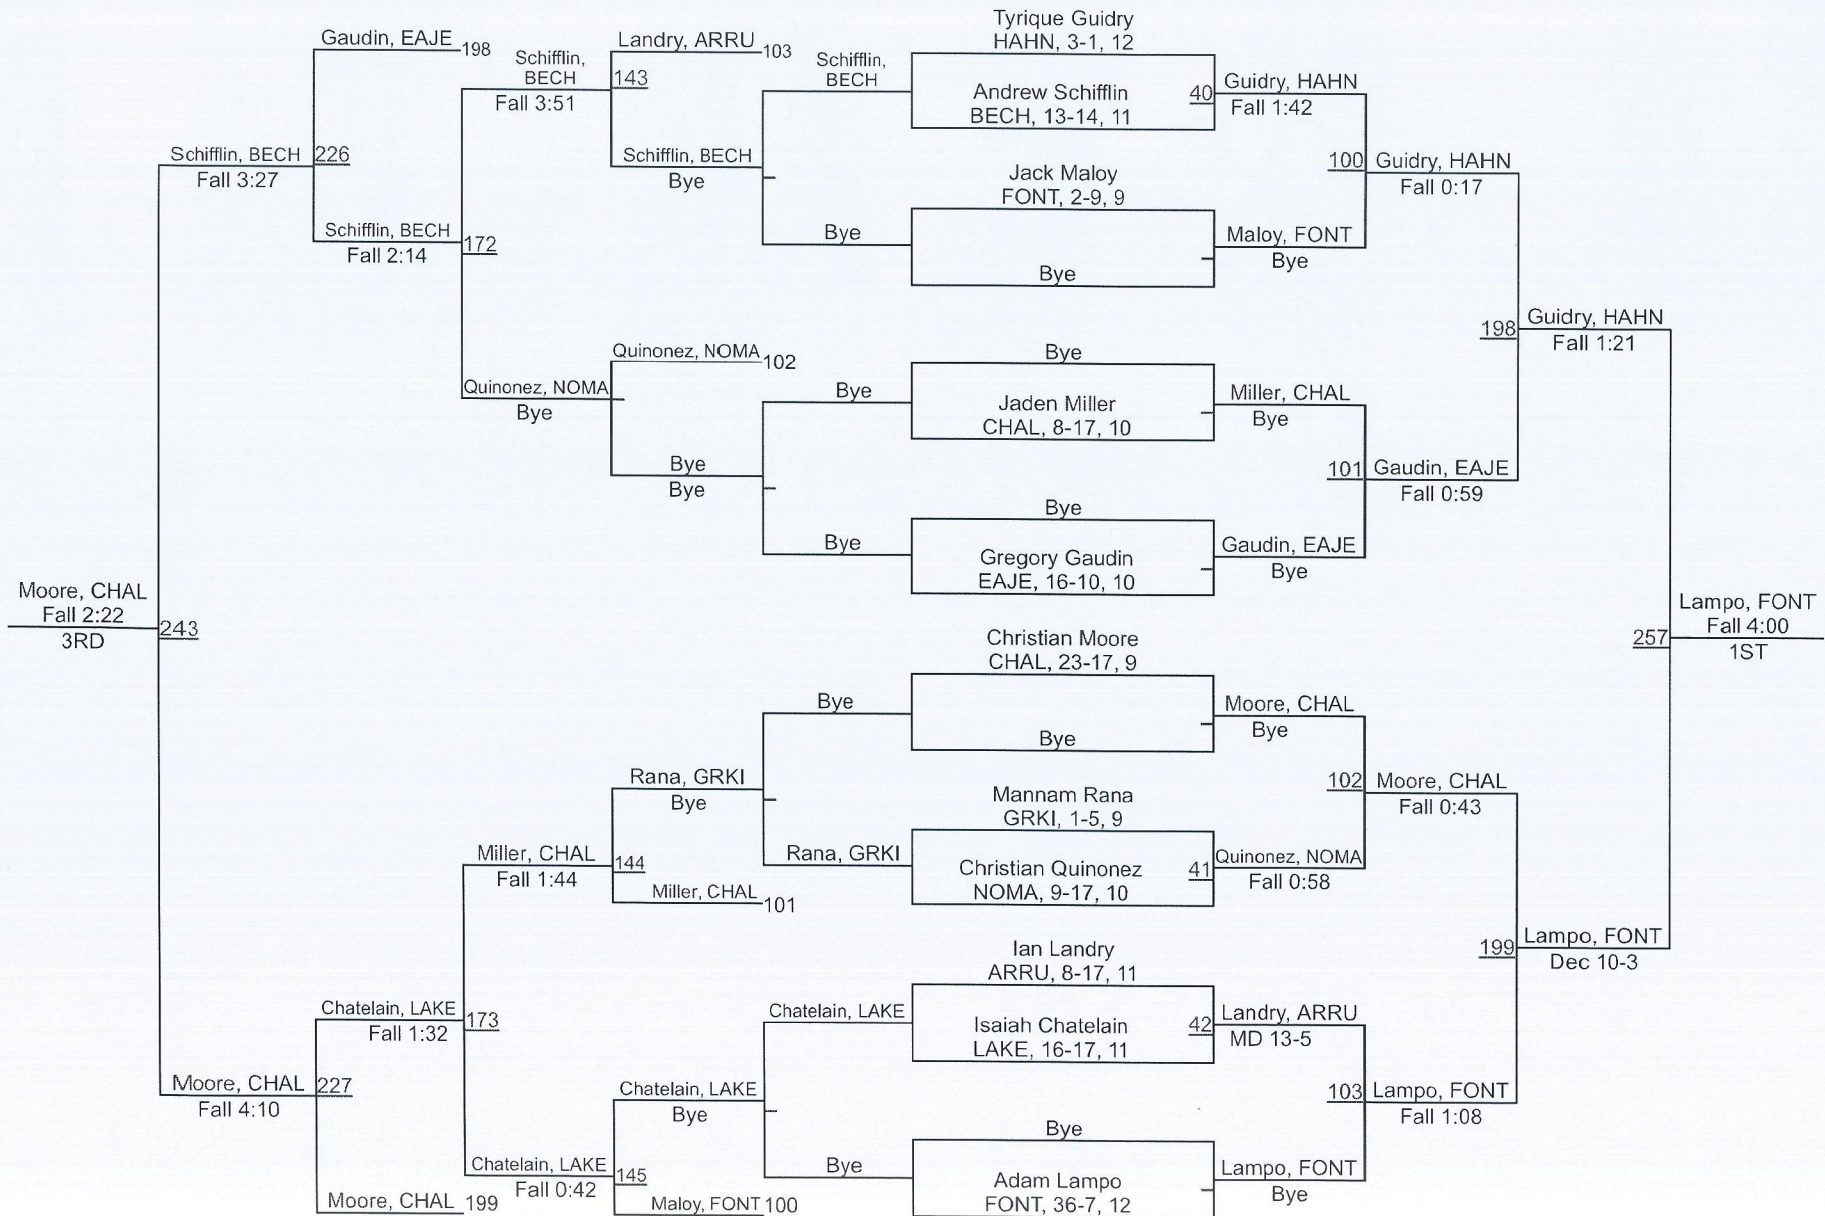 Tyrique Guidry
HAHN, 3-1, 12
Andrew Schifflin
BECH, 13-14, 11
40
Jack Maloy
FONT, 2-9, 9
Bye
Bye
Jaden Miller
CHAL, 8-17, 10
Bye
Gregory Gaudin
EAJE, 16-10, 10
Christian Moore
CHAL, 23-17, 9
Bye
Mannam Rana
GRKI, 1-5, 9
Christian Quinonez
NOMA, 9-17, 10
41
Ian Landry
ARRU, 8-17, 11
Isaiah Chatelain
LAKE, 16-17, 11
42
Bye
Adam Lampo
FONT, 36-7, 12
Guidry, HAHN
Fall 1:42
Maloy, FONT
Bye
Miller, CHAL
Bye
Gaudin, EAJE
Bye
Moore, CHAL
Bye
Quinonez, NOMA
Fall 0:58
Landry, ARRU
MD 13-5
Lampo, FONT
Bye
100
Guidry, HAHN
Fall 0:17
101
Gaudin, EAJE
Fall 0:59
102
Moore, CHAL
Fall 0:43
103
Lampo, FONT
Fall 1:08
198
Guidry, HAHN
Fall 1:21
199
Lampo, FONT
Dec 10-3
257
Lampo, FONT
Fall 4:00
1ST
Schifflin,
BECH
Bye
Bye
Bye
Bye
Rana, GRKI
Chatelain, LAKE
Bye
Landry, ARRU
103
Schifflin, BECH
Bye
Quinonez, NOMA
102
Bye
Bye
Rana, GRKI
Bye
Miller, CHAL
101
Chatelain, LAKE
Bye
Maloy, FONT
100
Schifflin,
BECH
143
Fall 3:51
Quinonez, NOMA
Bye
Miller, CHAL
144
Fall 1:44
Chatelain, LAKE
145
Fall 0:42
Gaudin, EAJE
198
Schifflin, BECH
172
Fall 2:14
Chatelain, LAKE
173
Fall 1:32
Moore, CHAL
199
Schifflin, BECH
226
Fall 3:27
Moore, CHAL
227
Fall 4:10
Moore, CHAL
Fall 2:22
243
3RD